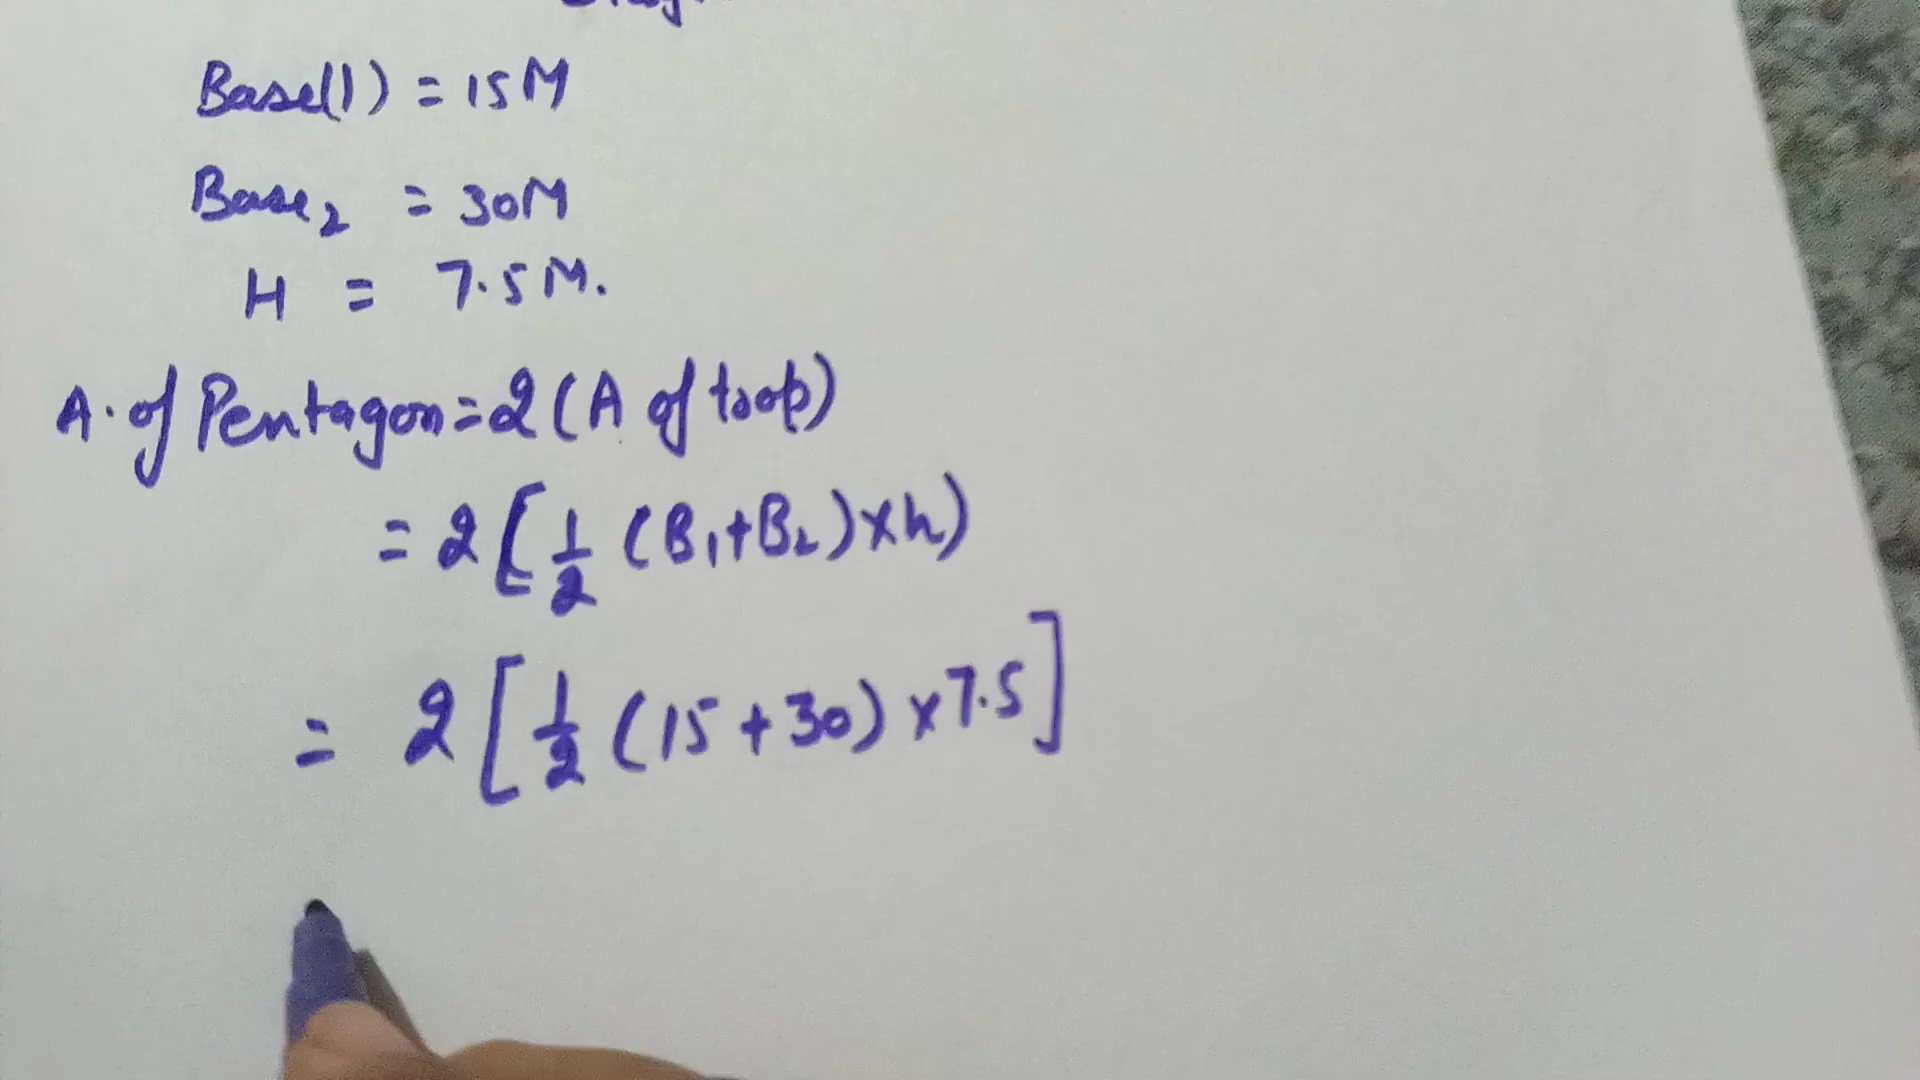 Base(1) = 15M
Base₂ = 30M
H = 7.5M.
A. of Pentagon = 2 (A of trap)
= 2 [ 1/2 (B₁+B₂) × h)
= 2 [ 1/2 (15 + 30) × 7.5 ]